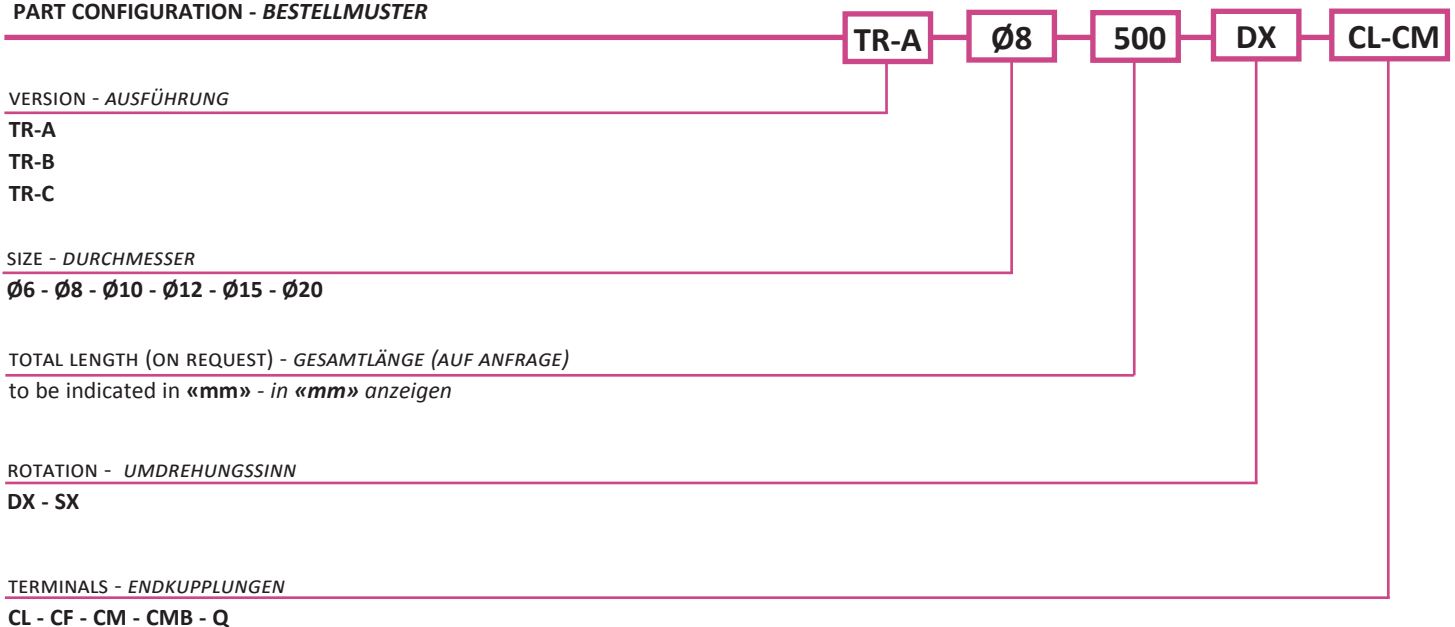 PART CONFIGURATION - BESTELLMUSTER
TR-A Ø8 500 DX CL-CM
VERSION - AUSFÜHRUNG
TR-A
TR-B
TR-C
SIZE - DURCHMESSER
Ø6 - Ø8 - Ø10 - Ø12 - Ø15 - Ø20
TOTAL LENGTH (ON REQUEST) - GESAMTLÄNGE (AUF ANFRAGE)
to be indicated in «mm» - in «mm» anzeigen
ROTATION - UMDREHUNGSSINN
DX - SX
TERMINALS - ENDKUPPLUNGEN
CL - CF - CM - CMB - Q